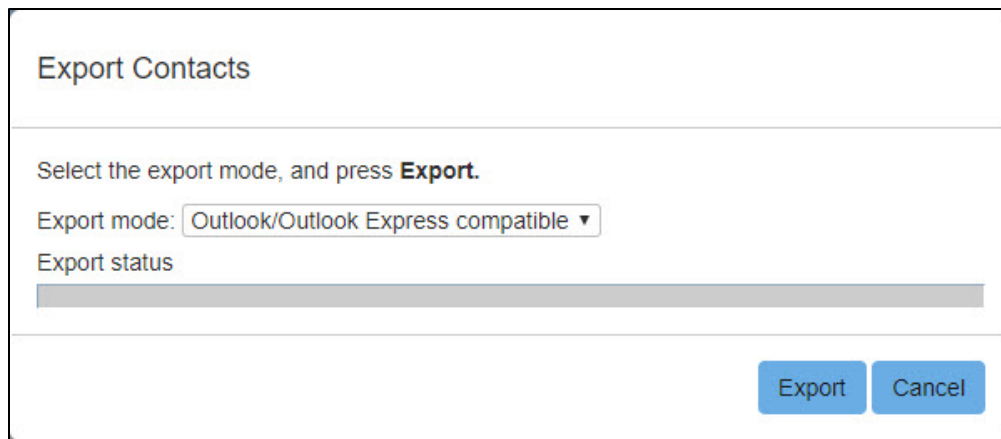 Export Contacts
Select the export mode, and press Export.
Export mode: Outlook/Outlook Express compatible
Export status
Export Cancel